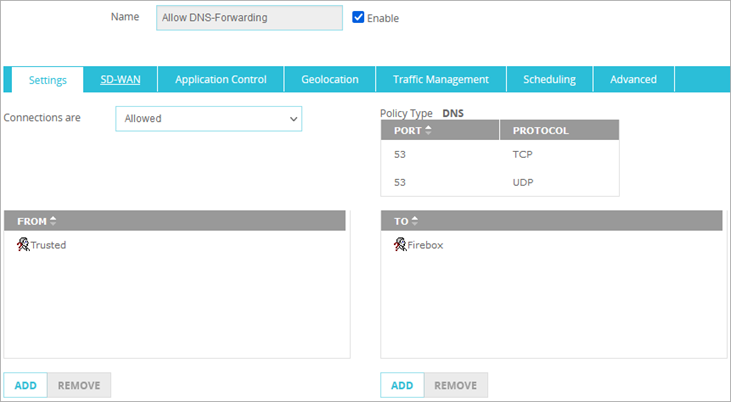 Name Allow DNS-Forwarding Enable
Settings SD-WAN Application Control Geolocation Traffic Management Scheduling Advanced
Connections are Allowed
Policy Type DNS
PORT PROTOCOL
53 TCP
53 UDP
FROM
Trusted
TO
Firebox
ADD REMOVE
ADD REMOVE